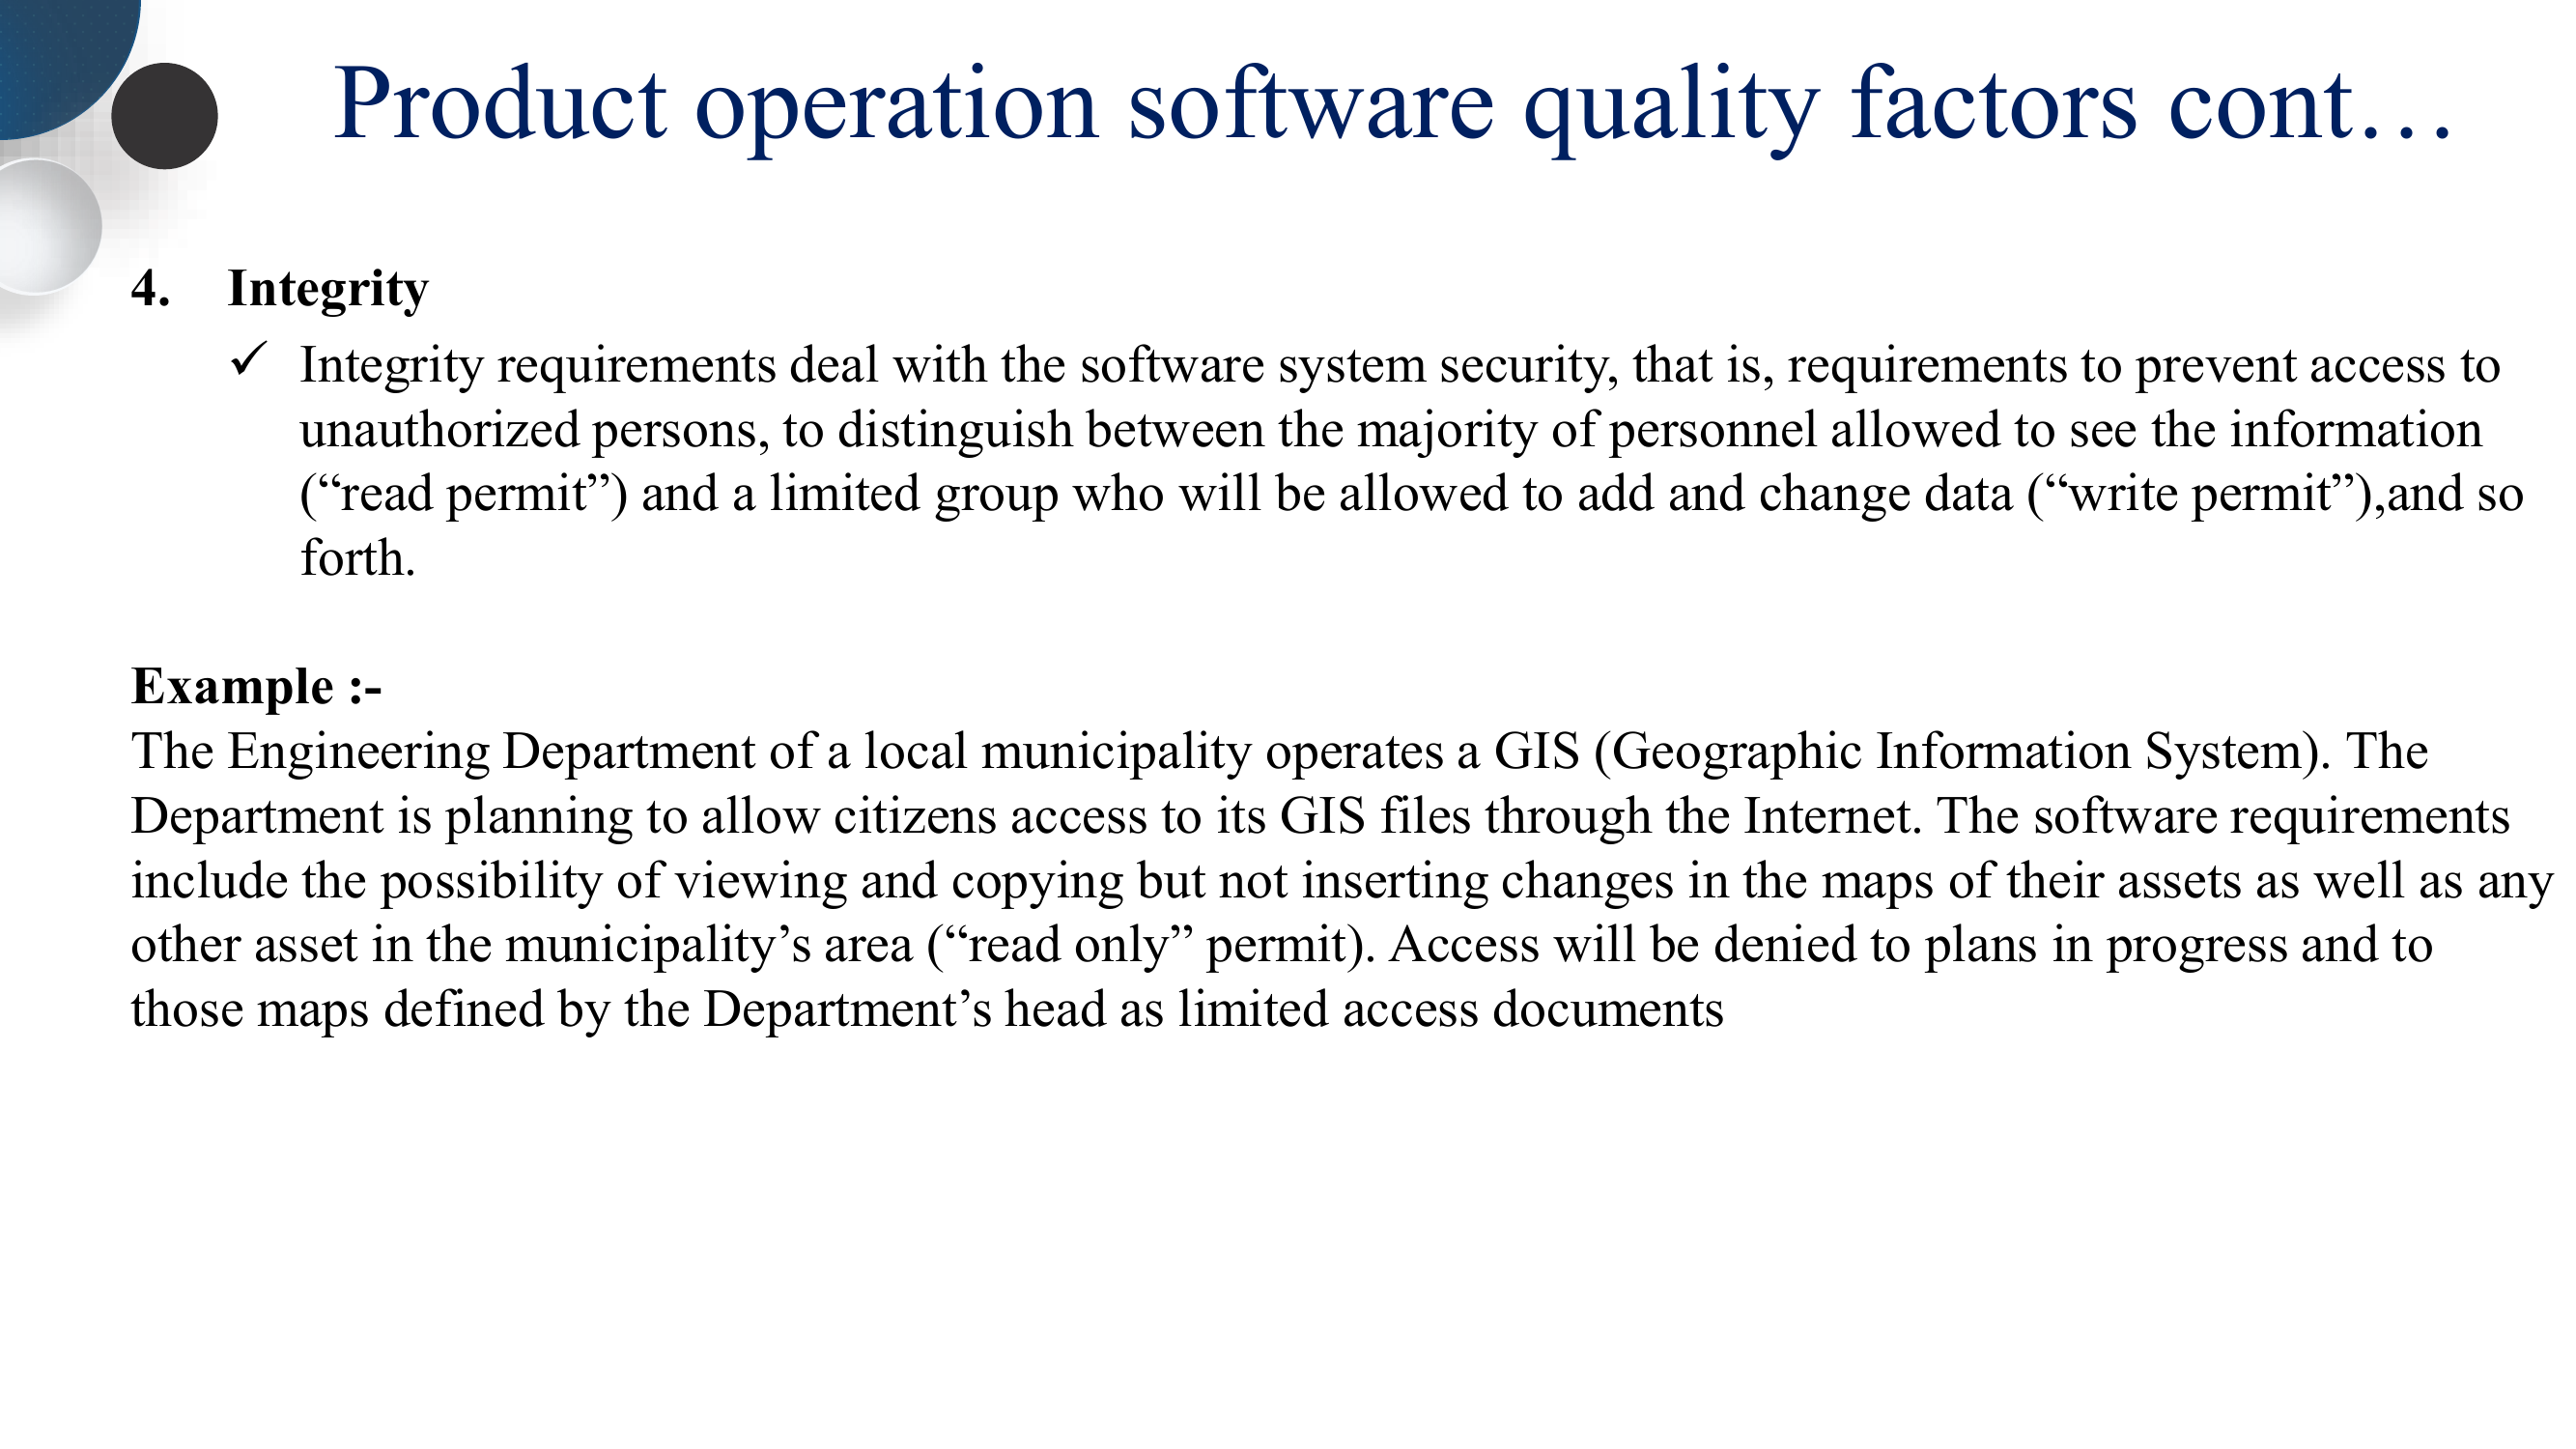 Product operation software quality factors cont…
4. Integrity
✓ Integrity requirements deal with the software system security, that is, requirements to prevent access to
unauthorized persons, to distinguish between the majority of personnel allowed to see the information
(“read permit”) and a limited group who will be allowed to add and change data (“write permit”),and so
forth.
Example :-
The Engineering Department of a local municipality operates a GIS (Geographic Information System). The
Department is planning to allow citizens access to its GIS files through the Internet. The software requirements
include the possibility of viewing and copying but not inserting changes in the maps of their assets as well as any
other asset in the municipality’s area (“read only” permit). Access will be denied to plans in progress and to
those maps defined by the Department’s head as limited access documents